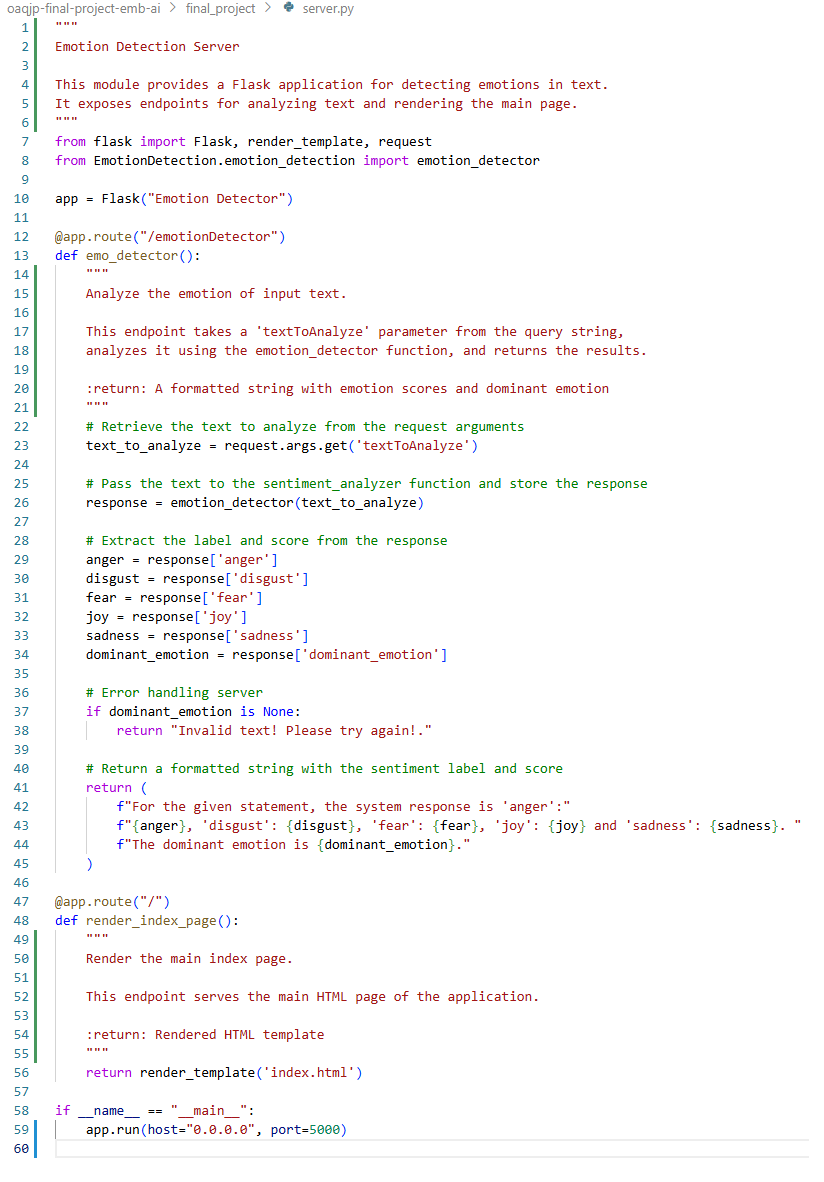 oaqjp-final-project-emb-ai > final_project > server.py
1 """
2 Emotion Detection Server
3
4 This module provides a Flask application for detecting emotions in text.
5 It exposes endpoints for analyzing text and rendering the main page.
6 """
7 from flask import Flask, render_template, request
8 from EmotionDetection.emotion_detection import emotion_detector
9
10 app = Flask("Emotion Detector")
11
12 @app.route("/emotionDetector")
13 def emo_detector():
14     """
15     Analyze the emotion of input text.
16
17     This endpoint takes a 'textToAnalyze' parameter from the query string,
18     analyzes it using the emotion_detector function, and returns the results.
19
20     :return: A formatted string with emotion scores and dominant emotion
21     """
22     # Retrieve the text to analyze from the request arguments
23     text_to_analyze = request.args.get('textToAnalyze')
24
25     # Pass the text to the sentiment_analyzer function and store the response
26     response = emotion_detector(text_to_analyze)
27
28     # Extract the label and score from the response
29     anger = response['anger']
30     disgust = response['disgust']
31     fear = response['fear']
32     joy = response['joy']
33     sadness = response['sadness']
34     dominant_emotion = response['dominant_emotion']
35
36     # Error handling server
37     if dominant_emotion is None:
38         return "Invalid text! Please try again!."
39
40     # Return a formatted string with the sentiment label and score
41     return (
42         f"For the given statement, the system response is 'anger':"
43         f"{anger}, 'disgust': {disgust}, 'fear': {fear}, 'joy': {joy} and 'sadness': {sadness}. "
44         f"The dominant emotion is {dominant_emotion}."
45     )
46
47 @app.route("/")
48 def render_index_page():
49     """
50     Render the main index page.
51
52     This endpoint serves the main HTML page of the application.
53
54     :return: Rendered HTML template
55     """
56     return render_template('index.html')
57
58 if __name__ == "__main__":
59     app.run(host="0.0.0.0", port=5000)
60